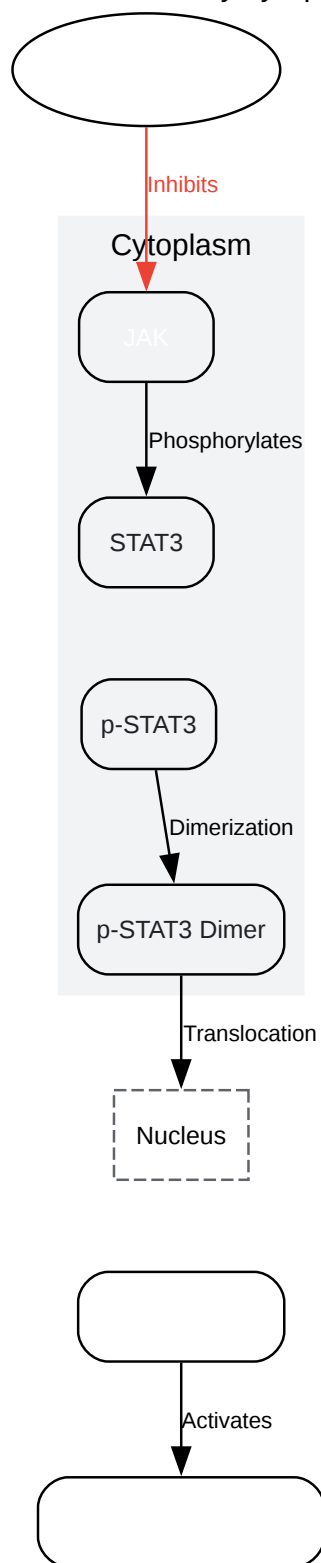 Inhibits
Cytoplasm
JAK
Phosphorylates
STAT3
p-STAT3
Dimerization
p-STAT3 Dimer
Translocation
Nucleus
Activates